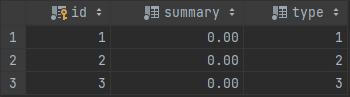 id summary type
1 1 0.00 1
2 2 0.00 2
3 3 0.00 3